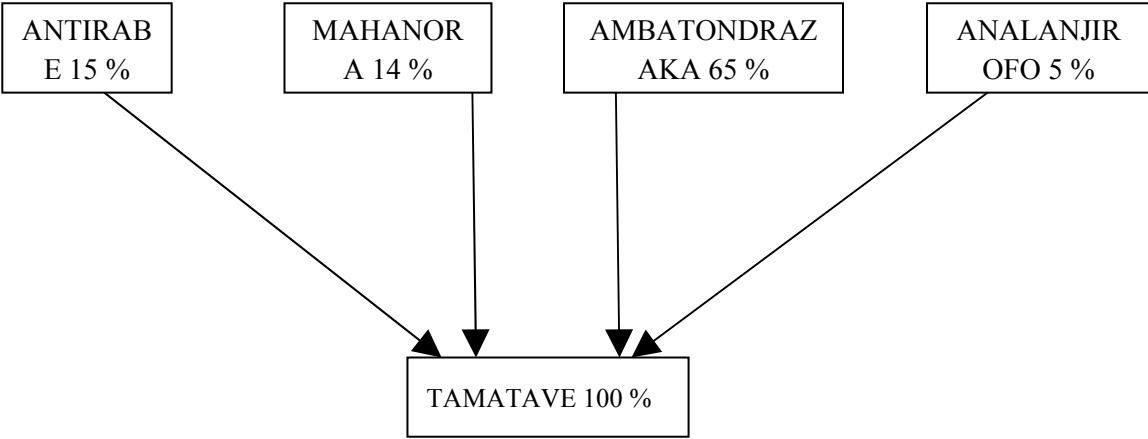 ANTIRAB
E 15 %
MAHANOR
A 14 %
AMBATONDRAZ
AKA 65 %
ANALANJIR
OFO 5 %
TAMATAVE 100 %